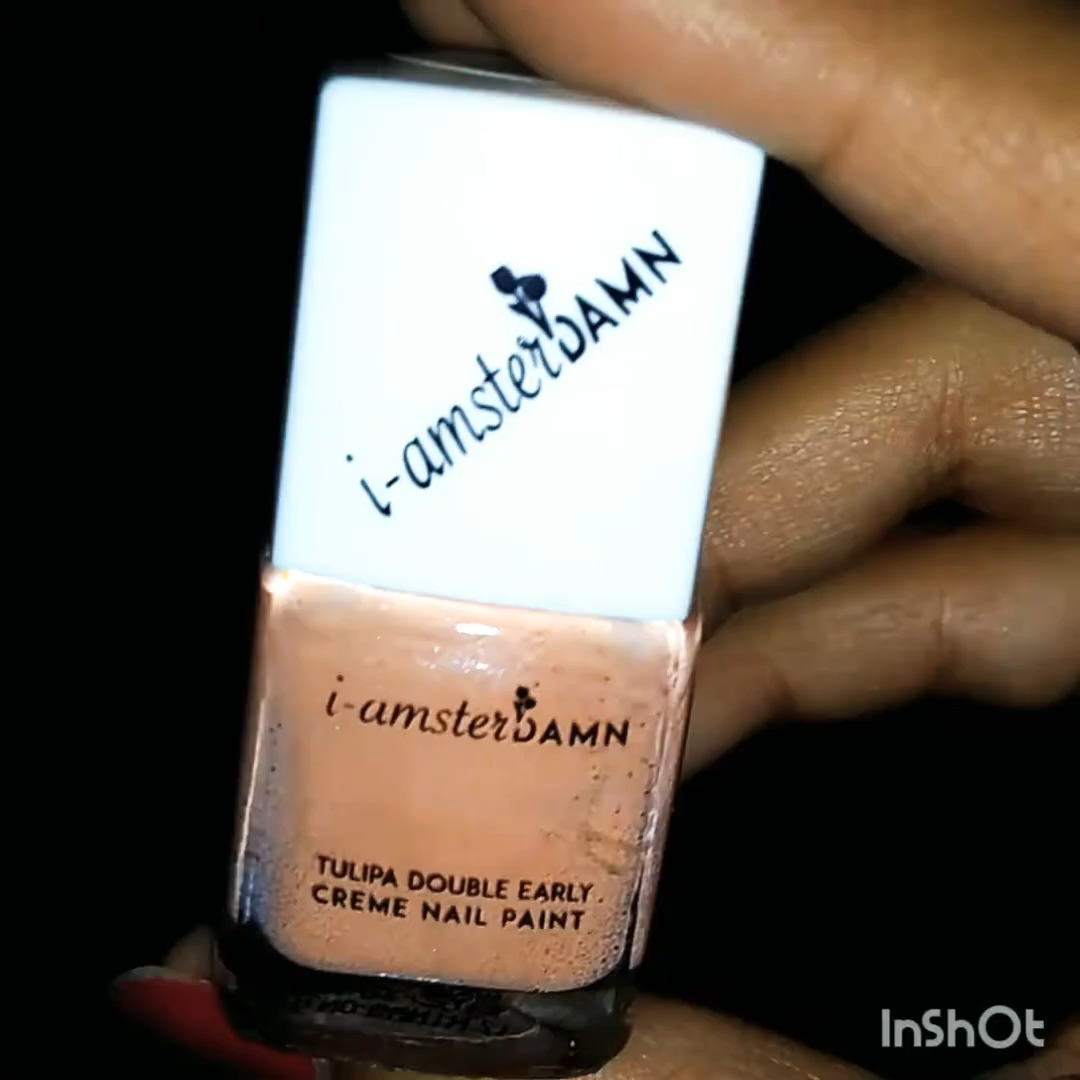 i-amsterDAMN
i-amsterDAMN
TULIPA DOUBLE EARLY
CREME NAIL PAINT
InShOt